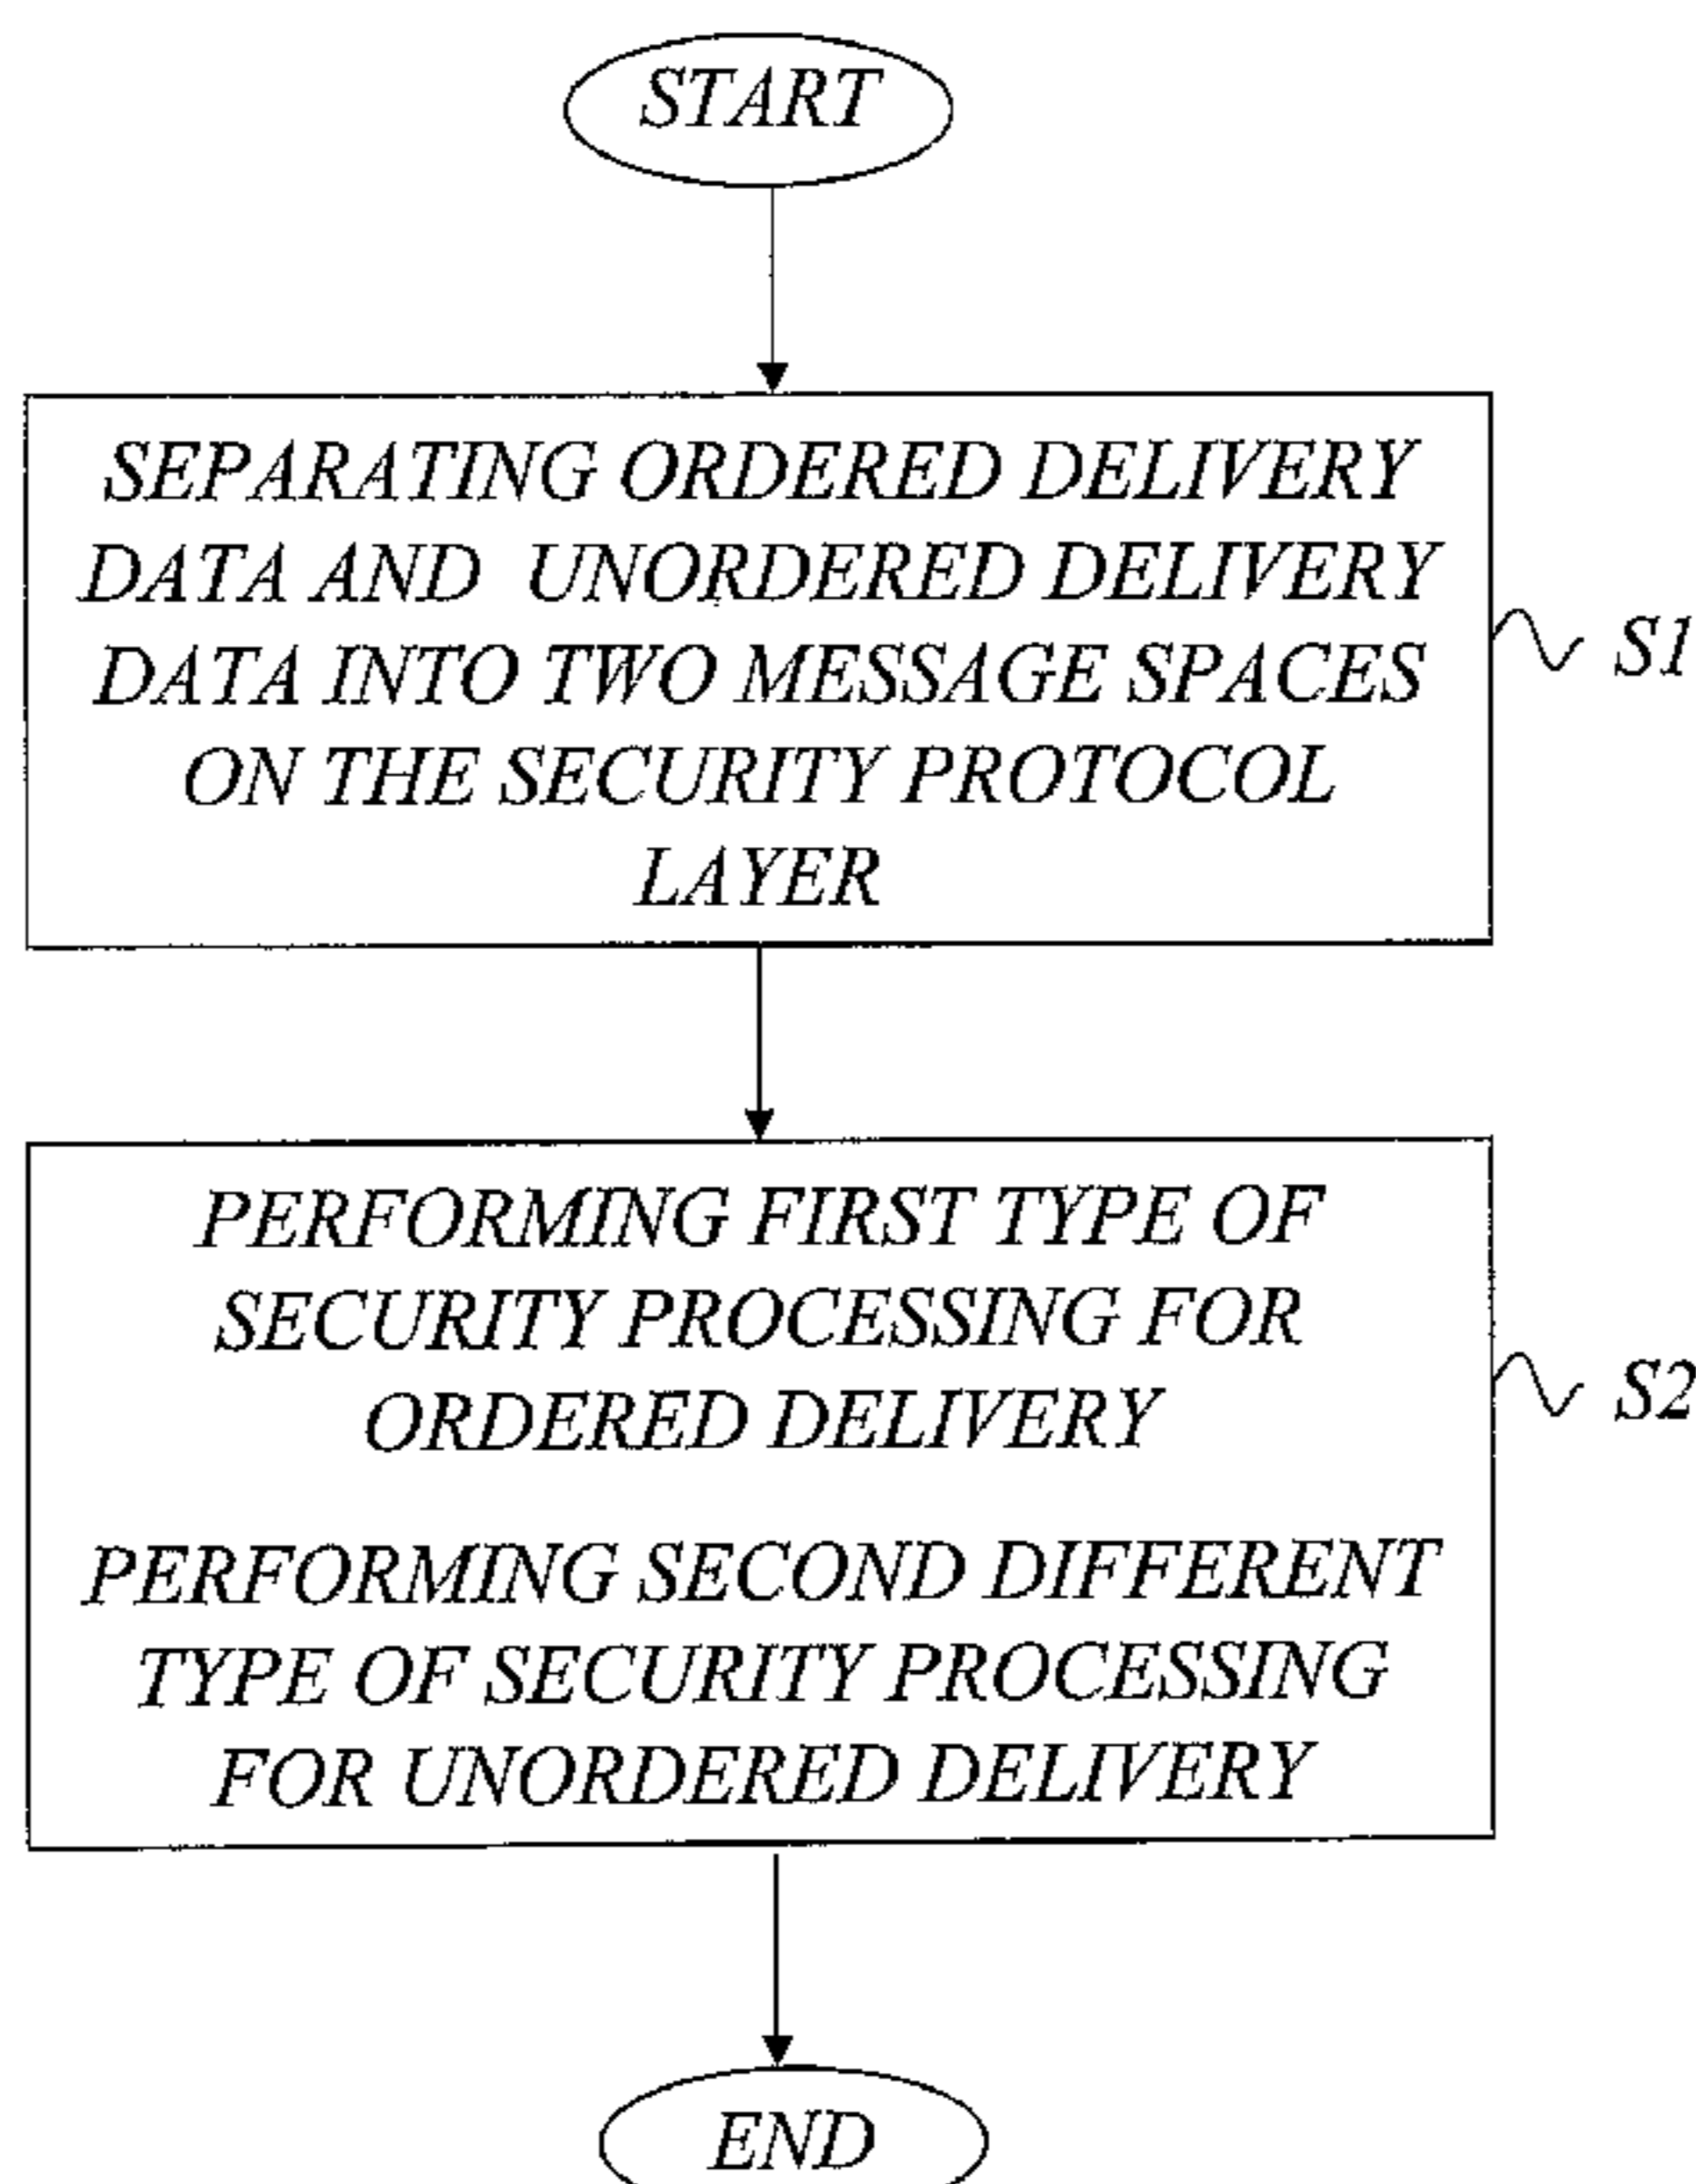 START
SEPARATING ORDERED DELIVERY
DATA AND UNORDERED DELIVERY
DATA INTO TWO MESSAGE SPACES
ON THE SECURITY PROTOCOL
LAYER
S1
PERFORMING FIRST TYPE OF
SECURITY PROCESSING FOR
ORDERED DELIVERY
S2
PERFORMING SECOND DIFFERENT
TYPE OF SECURITY PROCESSING
FOR UNORDERED DELIVERY
END